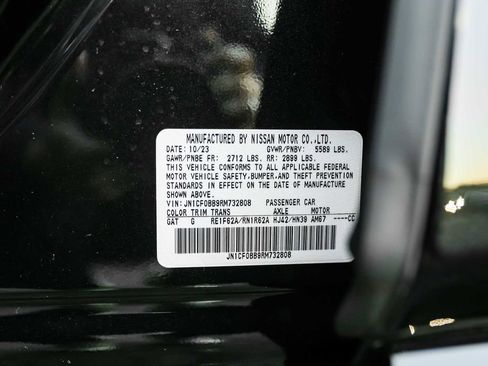 MANUFACTURED BY NISSAN MOTOR CO.,LTD.
DATE: 10/23 GVWR/PNBV: 5589 LBS.
GAWR/PNBE FR: 2712 LBS. RR: 2899 LBS.
THIS VEHICLE CONFORMS TO ALL APPLICABLE FEDERAL
MOTOR VEHICLE SAFETY,BUMPER,AND THEFT PREVENTION
STANDARDS IN EFFECT ON THE DATE OF MANUFACTURE
SHOWN ABOVE.
VIN: JN1CF0BB9RM732808 PASSENGER CAR
COLOR TRIM TRANS AXLE MOTOR
GAT G RE1F62A/RN1R62A HJ42/HN39 AM67 ----CC
JN1CF0BB9RM732808